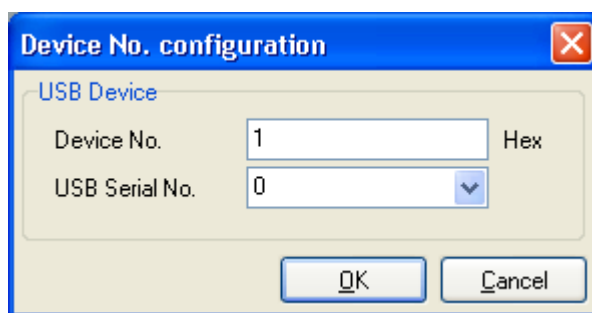 Device No. configuration
USB Device
Device No. 1 Hex
USB Serial No. 0
OK Cancel